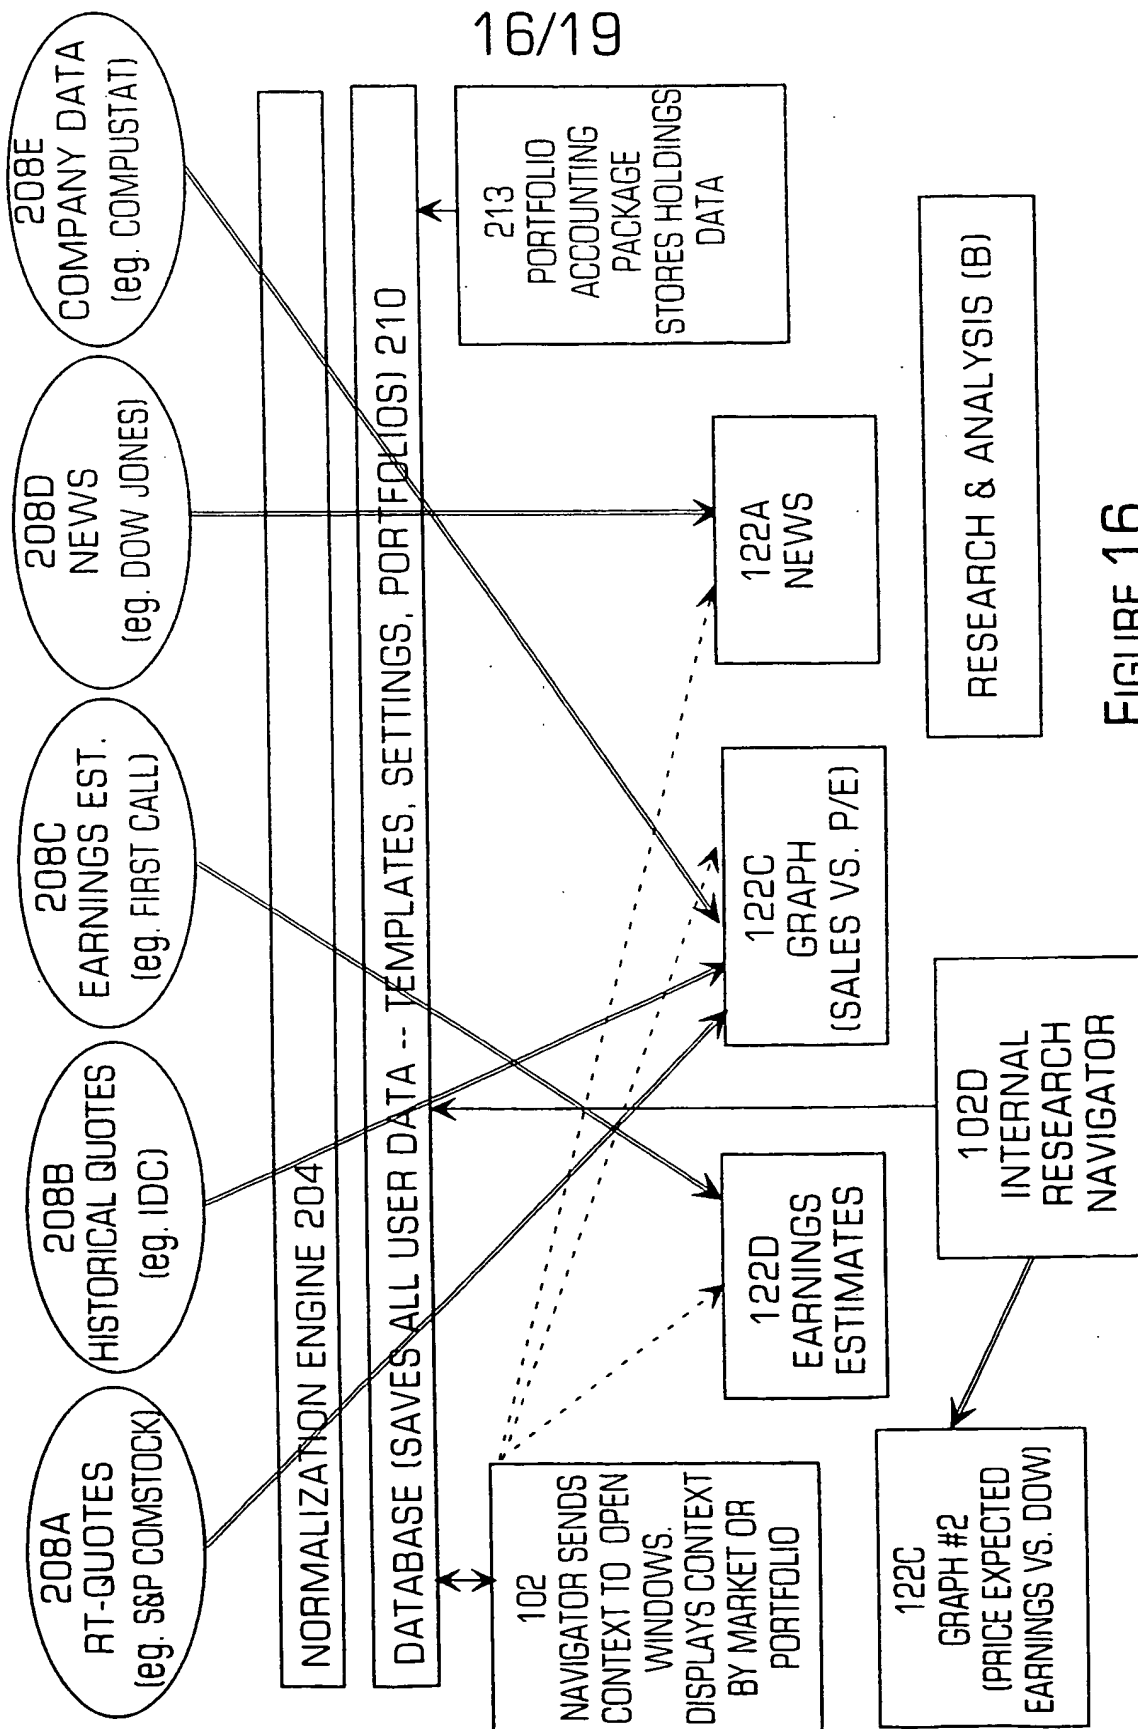 16/19
208A
RT-QUOTES
(eg. S&P COMSTOCK)
208B
HISTORICAL QUOTES
(eg. IDC)
208C
EARNINGS EST.
(eg. FIRST CALL)
208D
NEWS
(eg. DOW JONES)
208E
COMPANY DATA
(eg. COMPUSTAT)
NORMALIZATION ENGINE 204
DATABASE (SAVES ALL USER DATA -- TEMPLATES, SETTINGS, PORTFOLIOS) 210
102
NAVIGATOR SENDS
CONTEXT TO OPEN
WINDOWS.
DISPLAYS CONTEXT
BY MARKET OR
PORTFOLIO
213
PORTFOLIO
ACCOUNTING
PACKAGE
STORES HOLDINGS
DATA
122D
EARNINGS
ESTIMATES
122C
GRAPH
(SALES VS. P/E)
122A
NEWS
122C
GRAPH #2
(PRICE EXPECTED
EARNINGS VS. DOW)
102D
INTERNAL
RESEARCH
NAVIGATOR
RESEARCH & ANALYSIS (B)
FIGURE 16